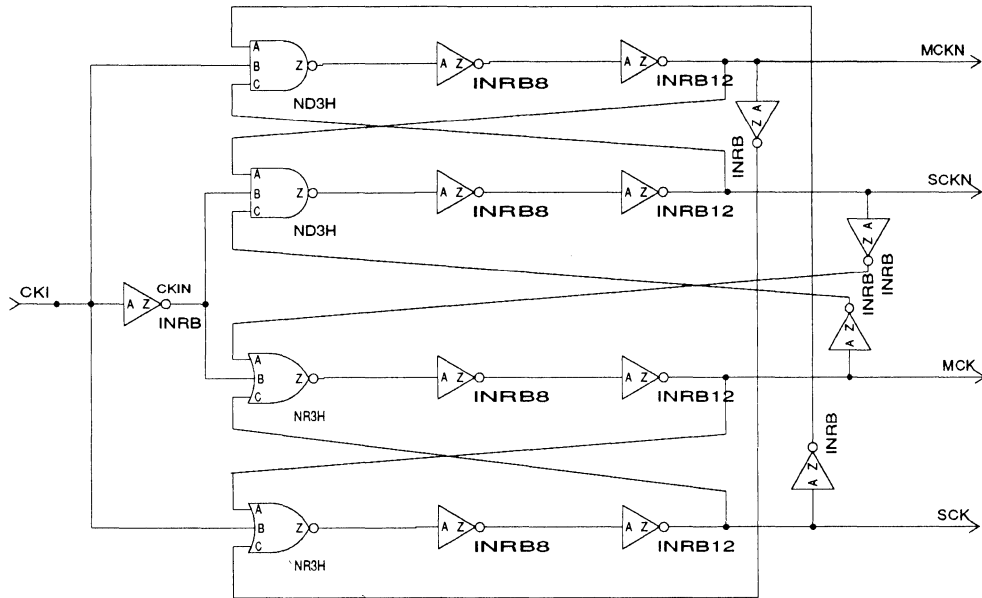 MCKN
A
B Z
C
A Z
A Z
INRB8
INRB12
ND3H
Z A
INRB
A
B Z
C
A Z
A Z
SCKN
INRB8
INRB12
ND3H
Z A
INRB
INRB
CKI
A Z
CKIN
INRB
A Z
A
B Z
C
A Z
A Z
MCK
INRB8
INRB12
NR3H
INRB
A Z
A
B Z
C
A Z
A Z
SCK
INRB8
INRB12
NR3H